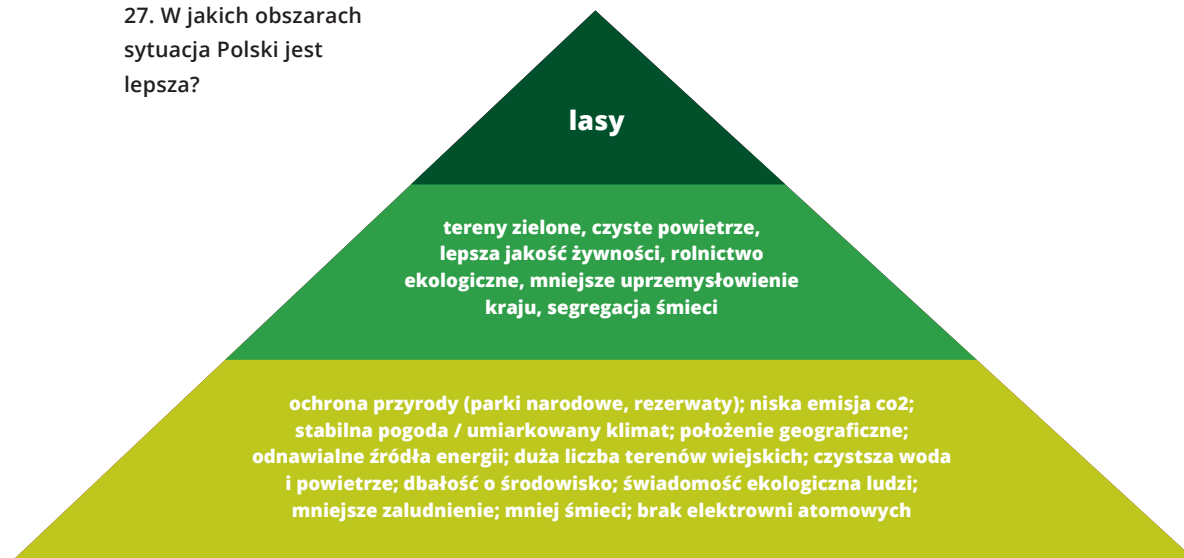 27. W jakich obszarach
sytuacja Polski jest
lepsza?
lasy
tereny zielone, czyste powietrze,
lepsza jakość żywności, rolnictwo
ekologiczne, mniejsze uprzemysłowienie
kraju, segregacja śmieci
ochrona przyrody (parki narodowe, rezerwaty); niska emisja co2;
stabilna pogoda / umiarkowany klimat; położenie geograficzne;
odnawialne źródła energii; duża liczba terenów wiejskich; czystsza woda
i powietrze; dbałość o środowisko; świadomość ekologiczna ludzi;
mniejsze zaludnienie; mniej śmieci; brak elektrowni atomowych